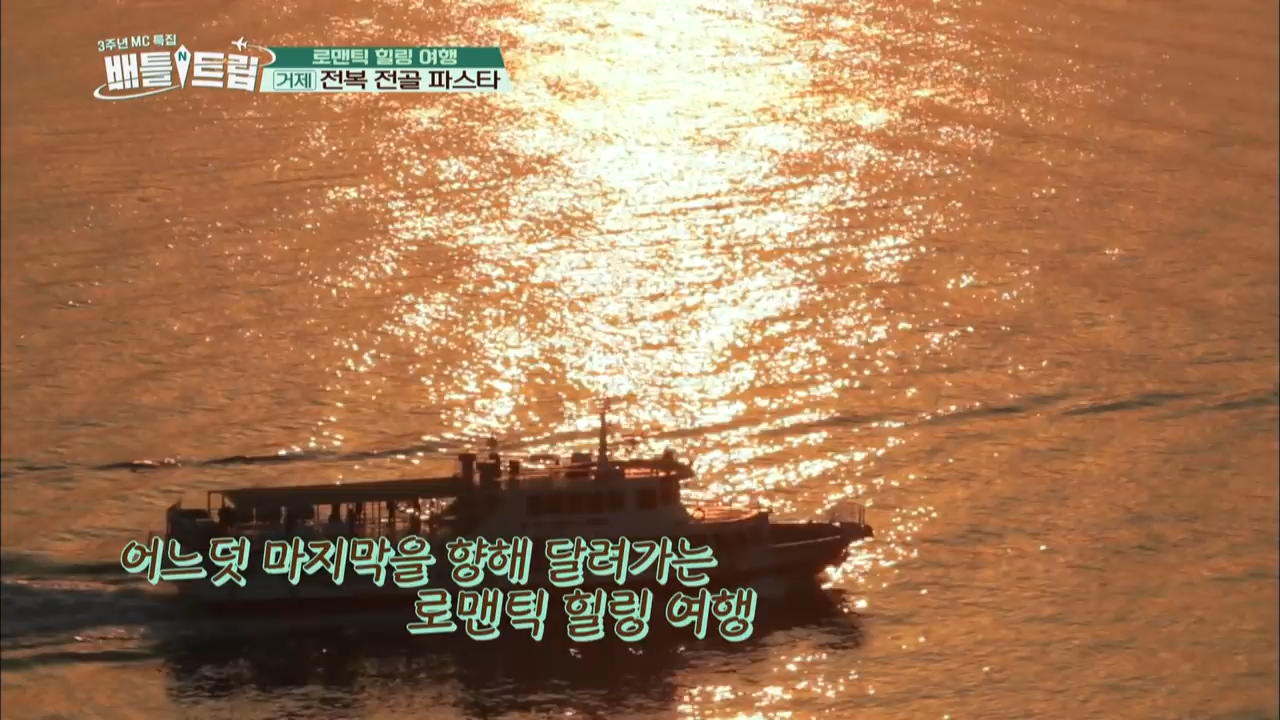 3주년 MC 특집
배틀트립
로맨틱 힐링 여행
거제 전복 전골 파스타
어느덧 마지막을 향해 달려가는
로맨틱 힐링 여행